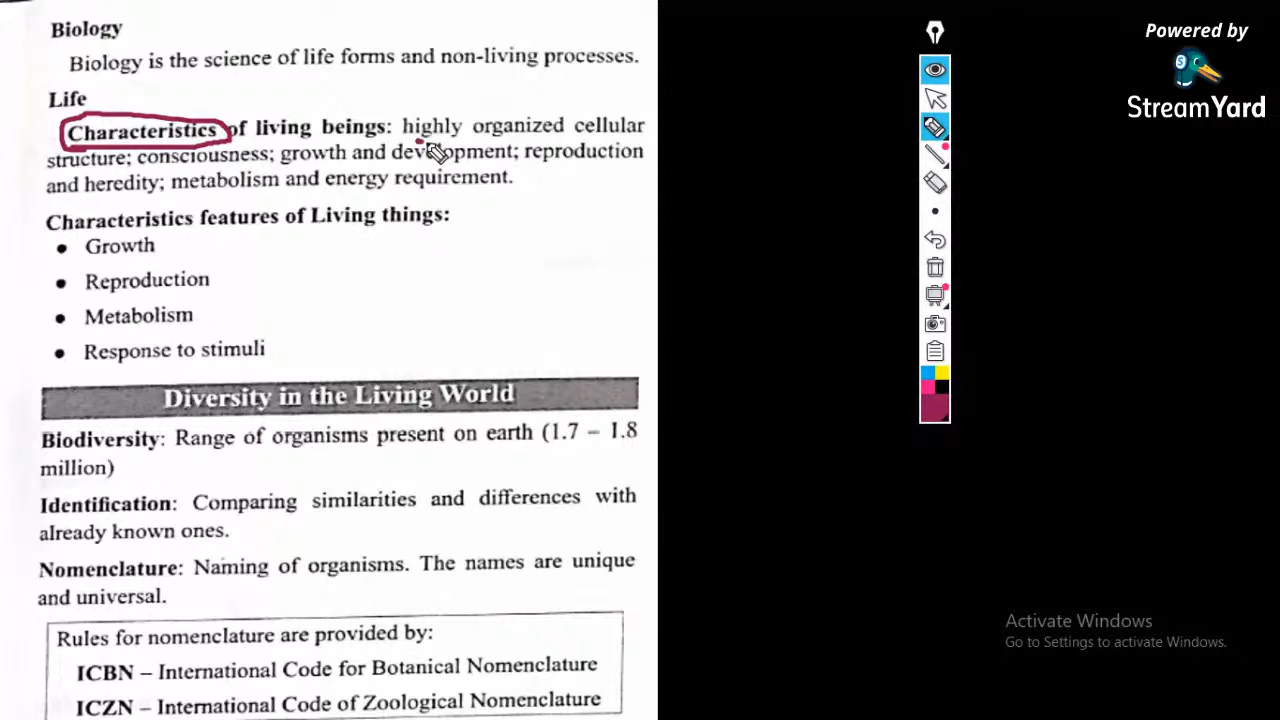 Biology
Biology is the science of life forms and non-living processes.
Life
Characteristics of living beings: highly organized cellular
structure; consciousness; growth and development; reproduction
and heredity; metabolism and energy requirement.
Characteristics features of Living things:
• Growth
• Reproduction
• Metabolism
• Response to stimuli
Diversity in the Living World
Biodiversity: Range of organisms present on earth (1.7 – 1.8
million)
Identification: Comparing similarities and differences with
already known ones.
Nomenclature: Naming of organisms. The names are unique
and universal.
Rules for nomenclature are provided by:
ICBN – International Code for Botanical Nomenclature
ICZN – International Code of Zoological Nomenclature
Powered by
StreamYard
Activate Windows
Go to Settings to activate Windows.